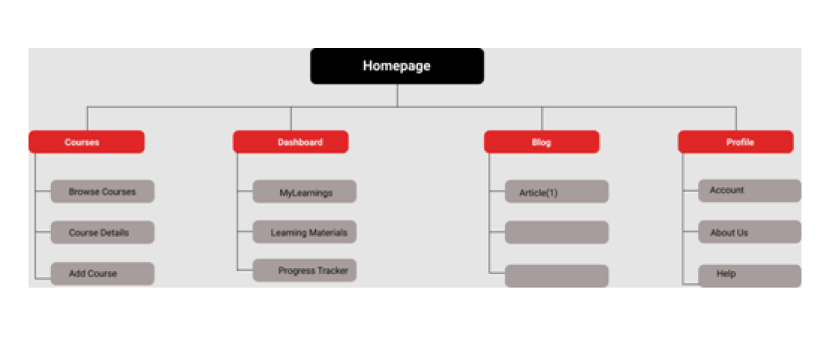 Homepage
Courses
Dashboard
Blog
Profile
Browse Courses
MyLearnings
Article(1)
Account
Course Details
Learning Materials
About Us
Add Course
Progress Tracker
Help